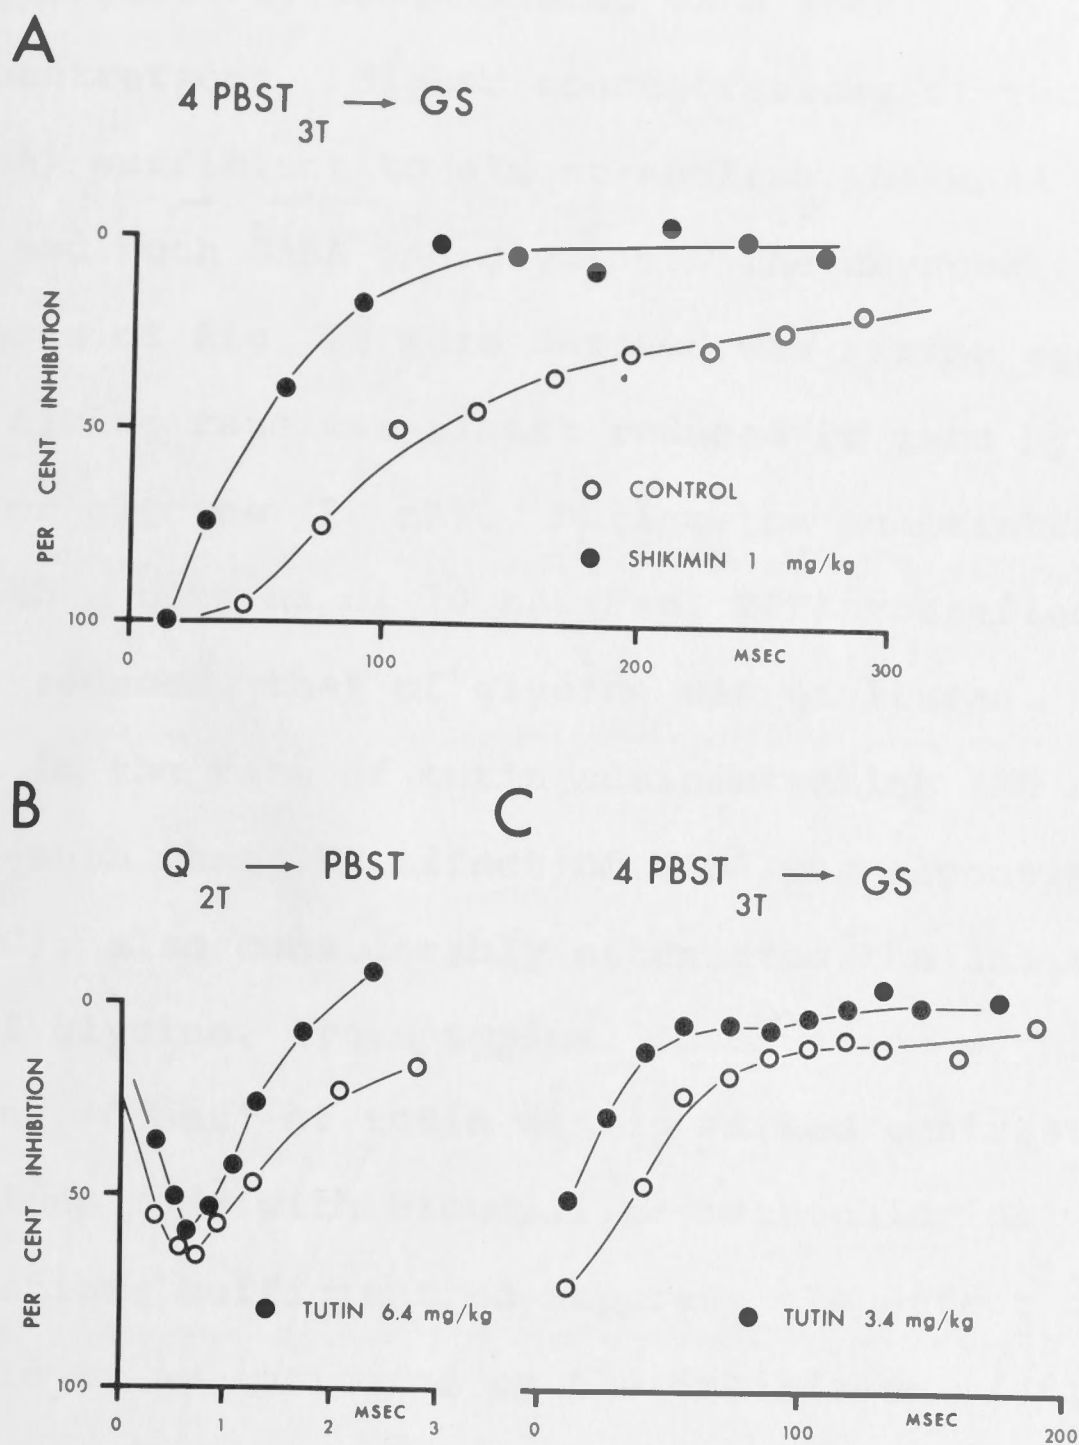 A
4 PBST 3T → GS
0
50
100
PER CENT INHIBITION
CONTROL
SHIKIMIN 1 mg/kg
0 100 200 MSEC 300
B
Q 2T → PBST
0
50
100
PER CENT INHIBITION
TUTIN 6.4 mg/kg
0 1 2 MSEC 3
C
4 PBST 3T → GS
TUTIN 3.4 mg/kg
0 100 MSEC 200